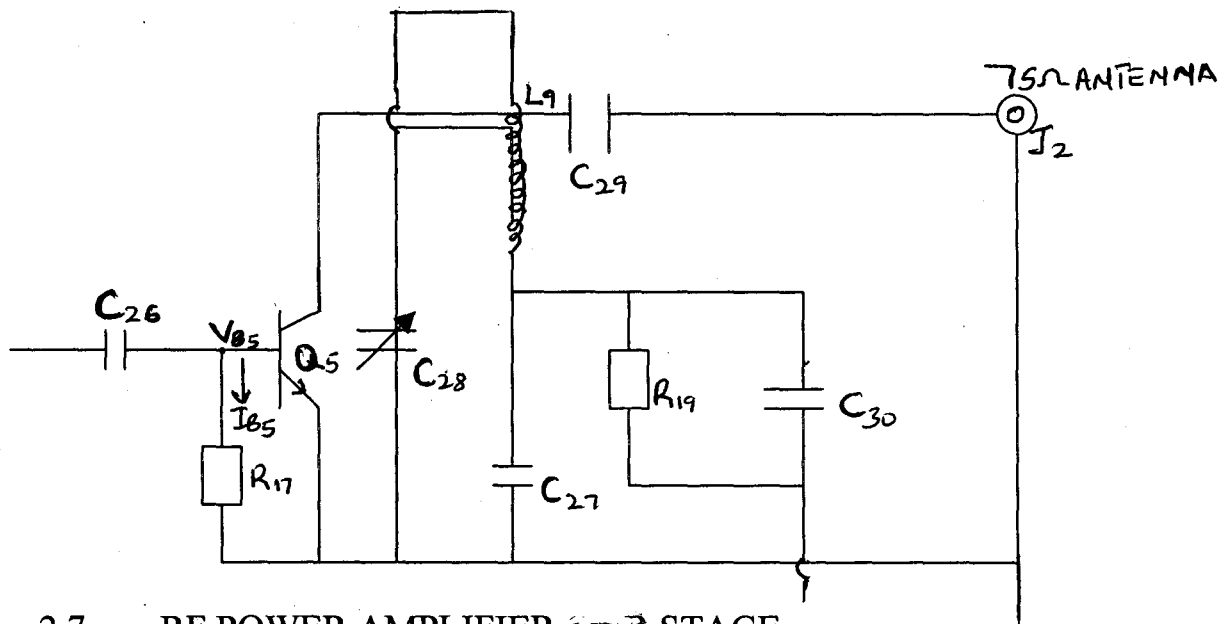 75Ω ANTENNA
L9
J2
C29
C26
VB5
Q5
C28
IB5
R19
C30
R17
C27
2.7 RF POWER AMPLIFIER STAGE